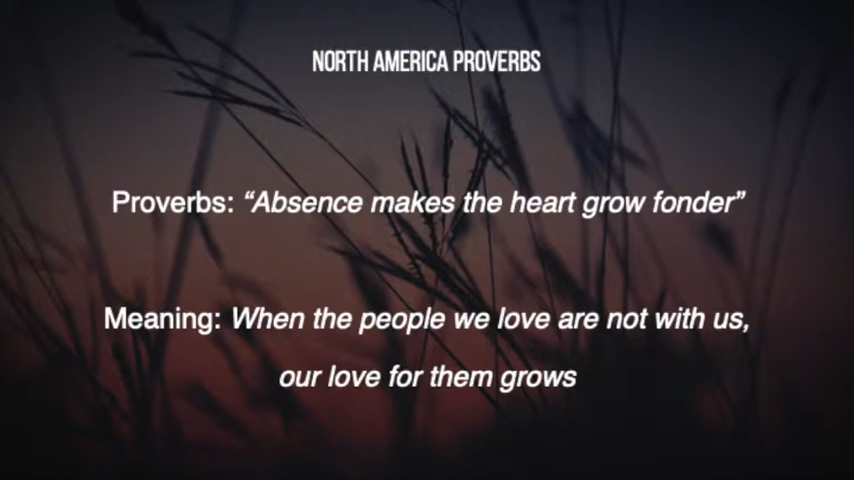 NORTH AMERICA PROVERBS
Proverbs: “Absence makes the heart grow fonder”
Meaning: When the people we love are not with us,
our love for them grows